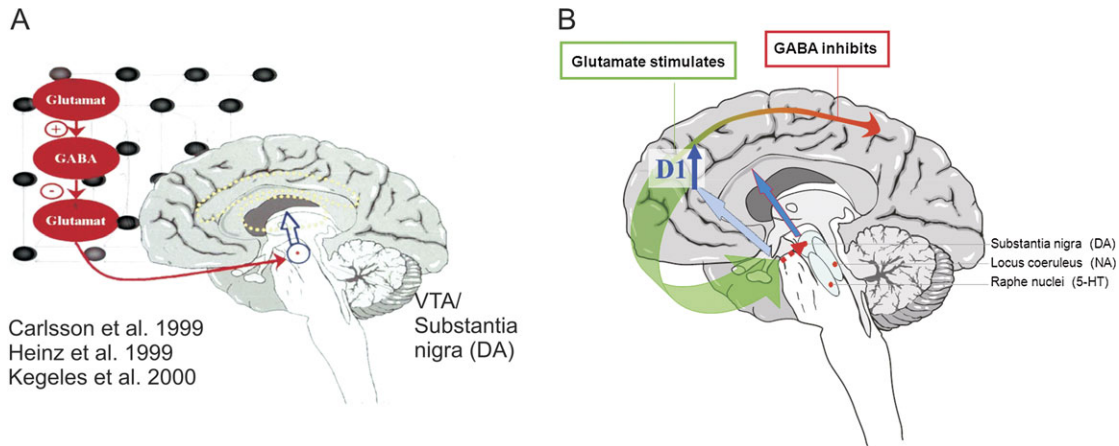 A
Glutamat
+
GABA
-
Glutamat
VTA/
Substantia
nigra (DA)
Carlsson et al. 1999
Heinz et al. 1999
Kegeles et al. 2000
B
Glutamate stimulates
GABA inhibits
D1
Substantia nigra (DA)
Locus coeruleus (NA)
Raphe nuclei (5-HT)